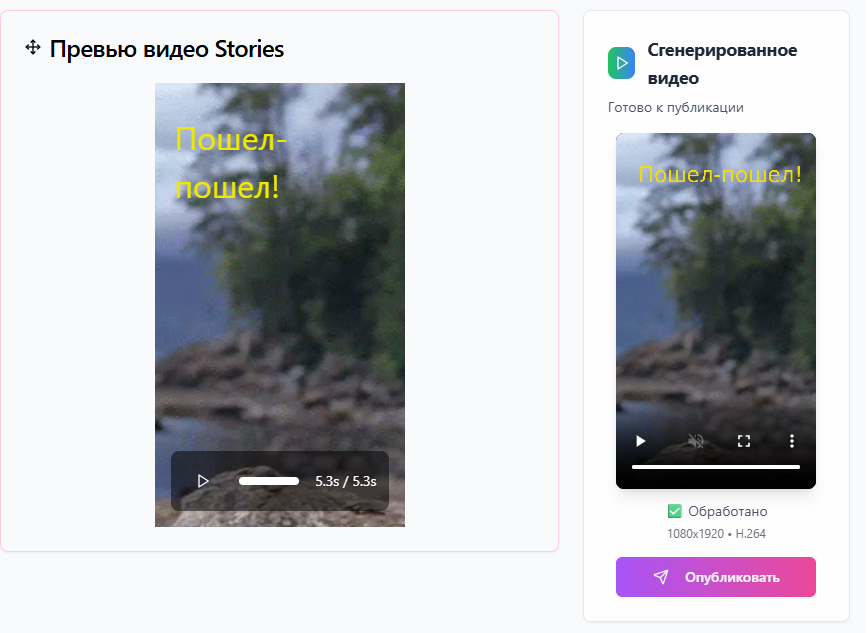 Превью видео Stories
Пошел-
пошел!
5.3s / 5.3s
Сгенерированное
видео
Готово к публикации
Пошел-пошел!
Обработано
1080x1920 • H.264
Опубликовать